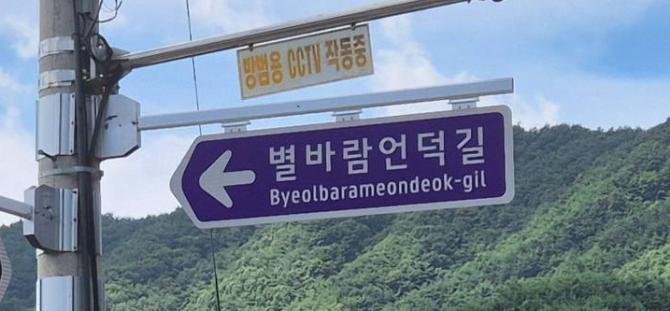 방범용 CCTV 작동중
별바람언덕길
Byeolbarameondeok-gil